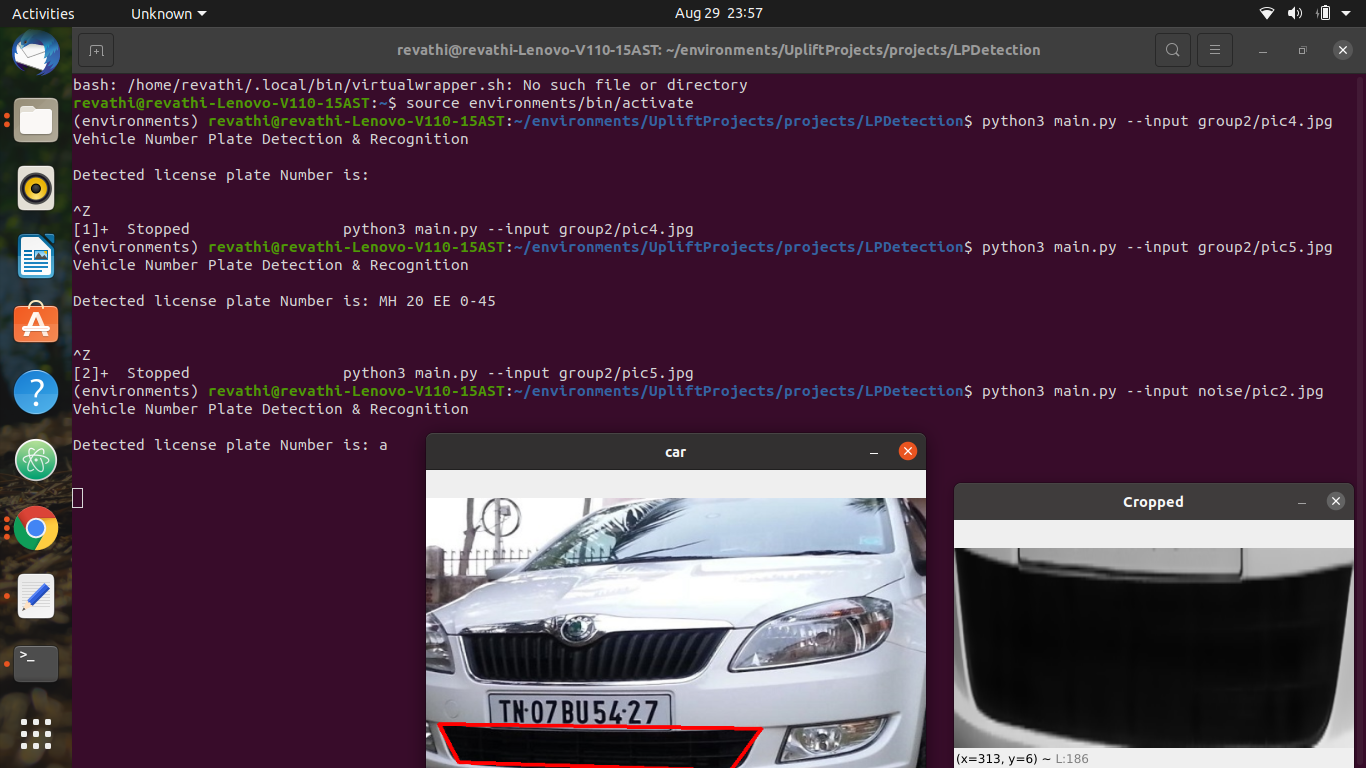 Activities
Unknown
Aug 29 23:57
revathi@revathi-Lenovo-V110-15AST: ~/environments/UpliftProjects/projects/LPDetection
bash: /home/revathi/.local/bin/virtualwrapper.sh: No such file or directory
revathi@revathi-Lenovo-V110-15AST:~$ source environments/bin/activate
(environments) revathi@revathi-Lenovo-V110-15AST:~/environments/UpliftProjects/projects/LPDetection$ python3 main.py --input group2/pic4.jpg
Vehicle Number Plate Detection & Recognition
Detected license plate Number is:
^Z
[1]+  Stopped                 python3 main.py --input group2/pic4.jpg
(environments) revathi@revathi-Lenovo-V110-15AST:~/environments/UpliftProjects/projects/LPDetection$ python3 main.py --input group2/pic5.jpg
Vehicle Number Plate Detection & Recognition
Detected license plate Number is: MH 20 EE 0-45
^Z
[2]+  Stopped                 python3 main.py --input group2/pic5.jpg
(environments) revathi@revathi-Lenovo-V110-15AST:~/environments/UpliftProjects/projects/LPDetection$ python3 main.py --input noise/pic2.jpg
Vehicle Number Plate Detection & Recognition
Detected license plate Number is: a
car
TN·07BU54·27
Cropped
(x=313, y=6) ~ L:186